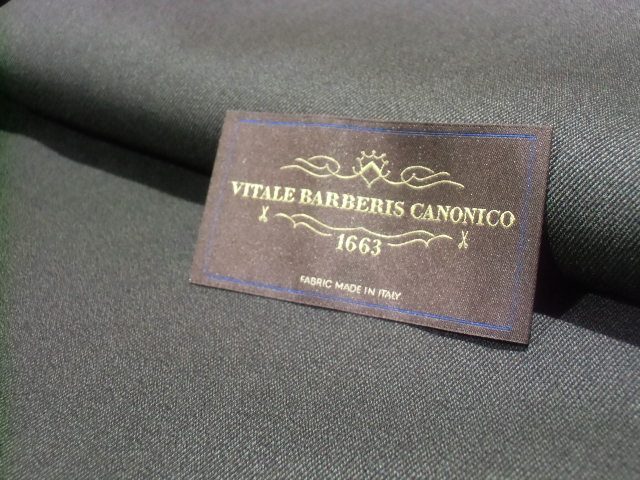 VITALE BARBERIS CANONICO
1663
FABRIC MADE IN ITALY